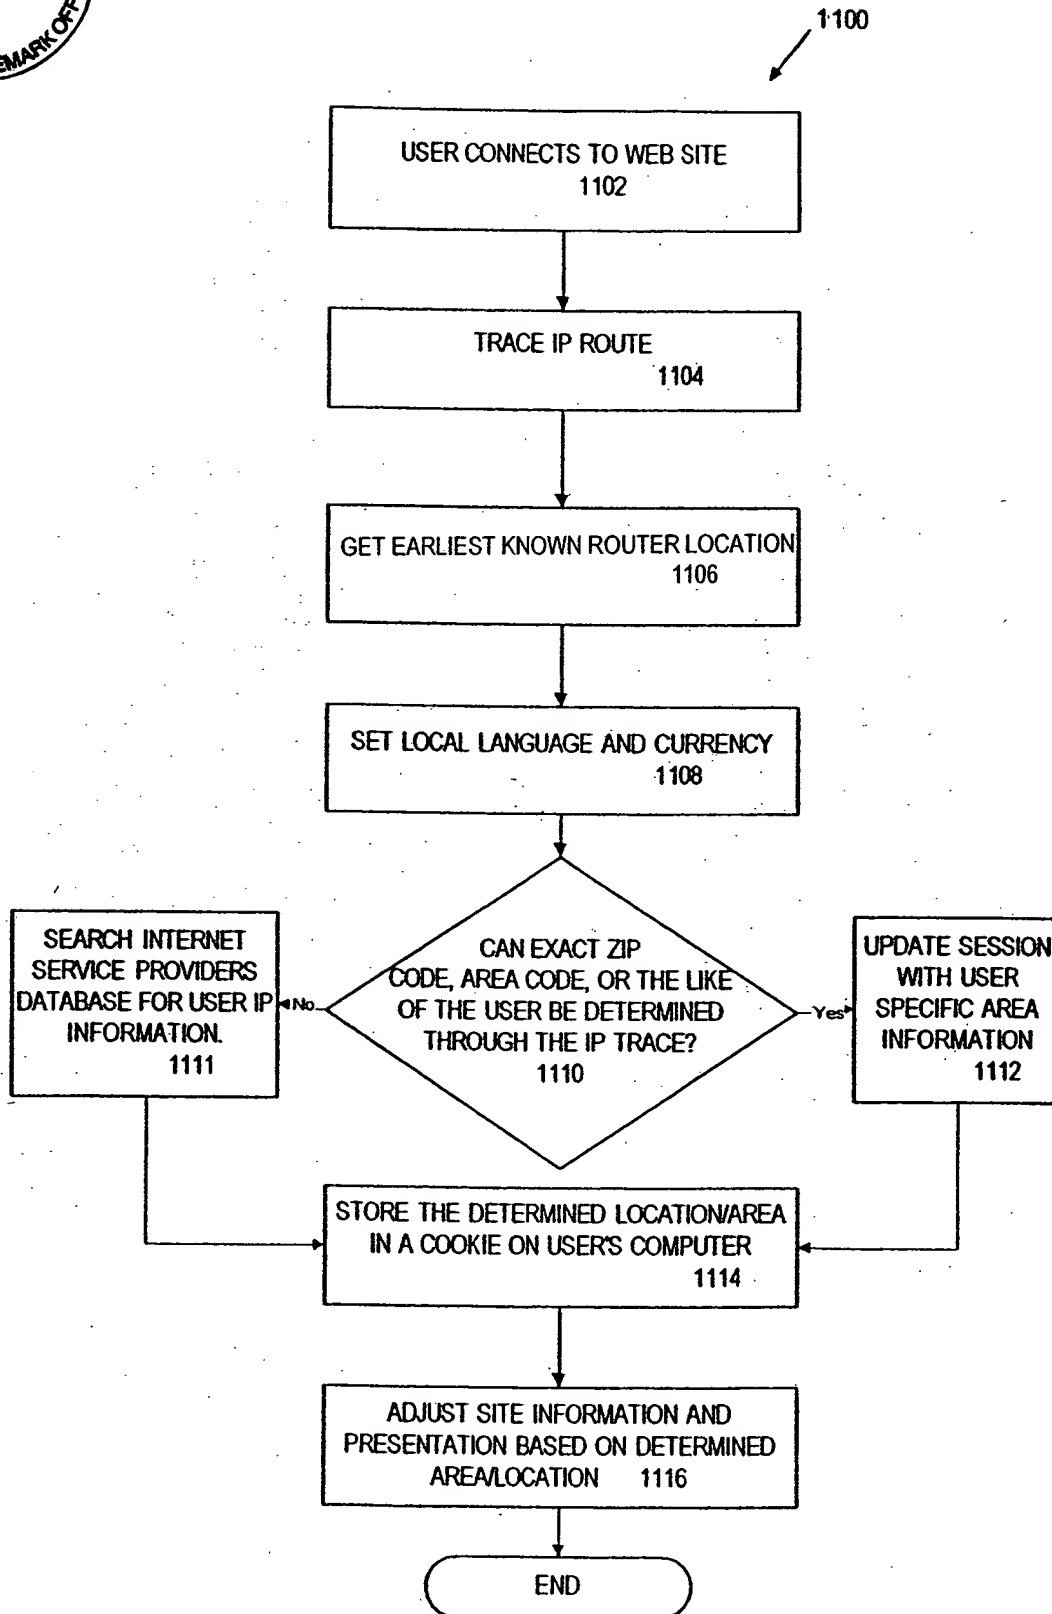 EMARK OFF
1100
USER CONNECTS TO WEB SITE
1102
TRACE IP ROUTE
1104
GET EARLIEST KNOWN ROUTER LOCATION
1106
SET LOCAL LANGUAGE AND CURRENCY
1108
CAN EXACT ZIP
CODE, AREA CODE, OR THE LIKE
OF THE USER BE DETERMINED
THROUGH THE IP TRACE?
1110
No
SEARCH INTERNET
SERVICE PROVIDERS
DATABASE FOR USER IP
INFORMATION.
1111
Yes
UPDATE SESSION
WITH USER
SPECIFIC AREA
INFORMATION
1112
STORE THE DETERMINED LOCATION/AREA
IN A COOKIE ON USER'S COMPUTER
1114
ADJUST SITE INFORMATION AND
PRESENTATION BASED ON DETERMINED
AREA/LOCATION 1116
END